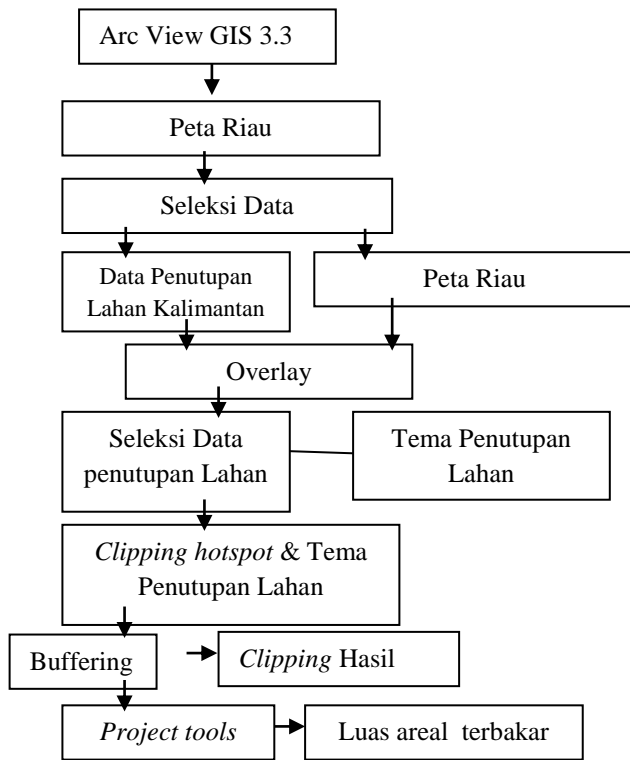 Arc View GIS 3.3
Peta Riau
Seleksi Data
Data Penutupan
Lahan Kalimantan
Peta Riau
Overlay
Seleksi Data
penutupan Lahan
Tema Penutupan
Lahan
Clipping hotspot & Tema
Penutupan Lahan
Buffering
Clipping Hasil
Project tools
Luas areal terbakar